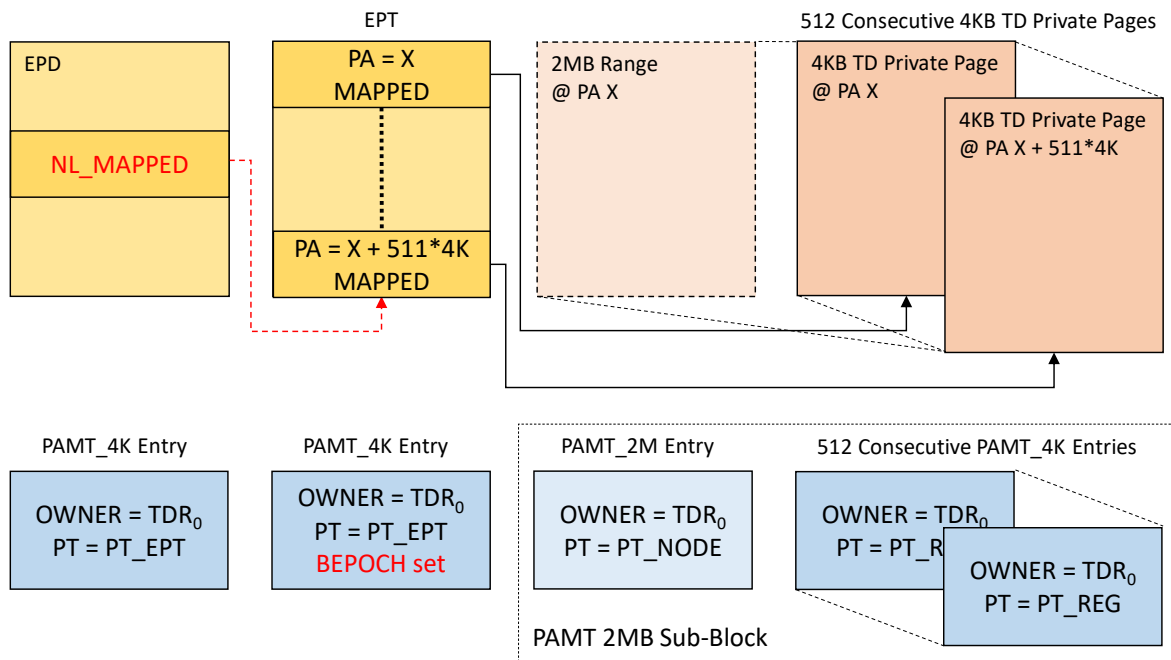 EPT
512 Consecutive 4KB TD Private Pages
EPD
NL_MAPPED
PA = X
MAPPED
PA = X + 511*4K
MAPPED
2MB Range
@ PA X
4KB TD Private Page
@ PA X
4KB TD Private Page
@ PA X + 511*4K
PAMT_4K Entry
PAMT_4K Entry
PAMT_2M Entry
512 Consecutive PAMT_4K Entries
OWNER = TDR₀
PT = PT_EPT
OWNER = TDR₀
PT = PT_EPT
BEPOCH set
OWNER = TDR₀
PT = PT_NODE
OWNER = TDR₀
PT = PT_R
OWNER = TDR₀
PT = PT_REG
PAMT 2MB Sub-Block